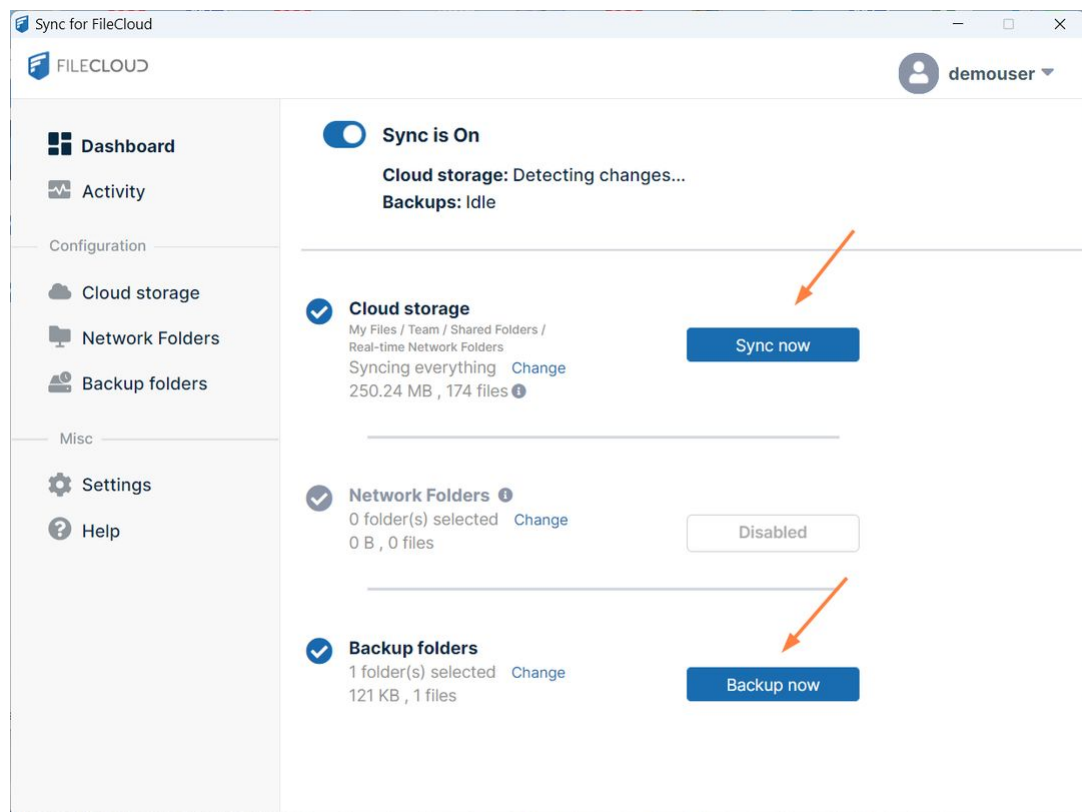 Sync for FileCloud
FILECLOUD
demouser
Dashboard
Activity
Configuration
Cloud storage
Network Folders
Backup folders
Misc
Settings
Help
Sync is On
Cloud storage: Detecting changes...
Backups: Idle
Cloud storage
My Files / Team / Shared Folders /
Real-time Network Folders
Syncing everything Change
250.24 MB , 174 files
Sync now
Network Folders
0 folder(s) selected Change
0 B , 0 files
Disabled
Backup folders
1 folder(s) selected Change
121 KB , 1 files
Backup now